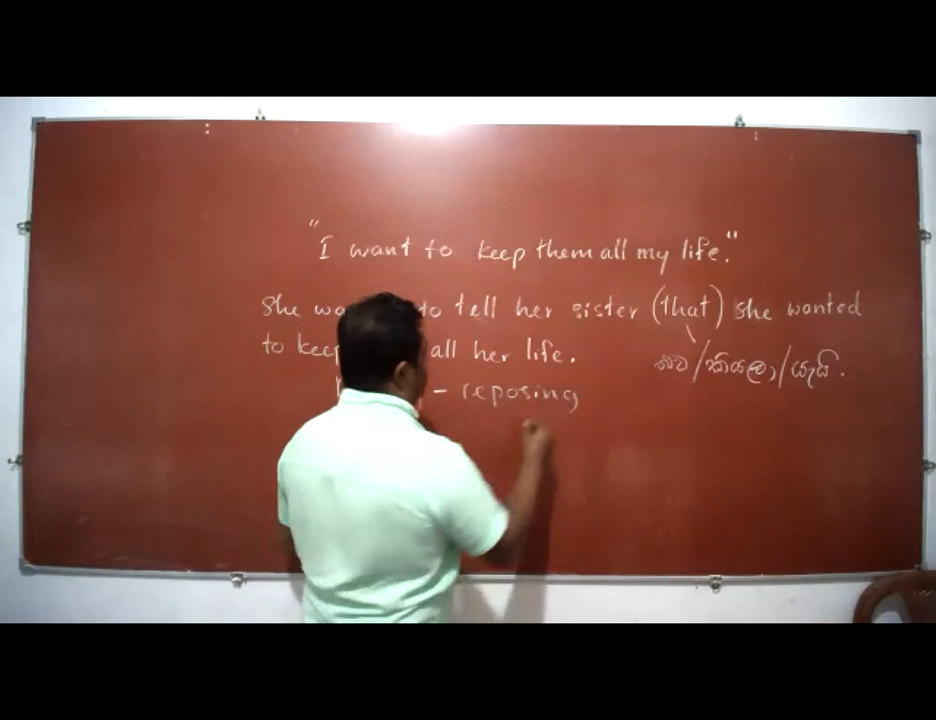 "I want to keep them all my life."
She to tell her sister (that) she wanted
to keep all her life.
බව/කියලා/යැයි.
- reposing